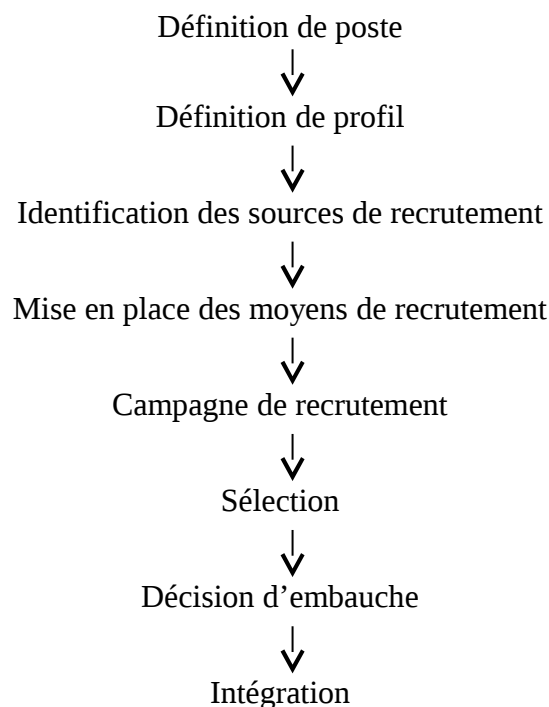 Définition de poste
Définition de profil
Identification des sources de recrutement
Mise en place des moyens de recrutement
Campagne de recrutement
Sélection
Décision d’embauche
Intégration